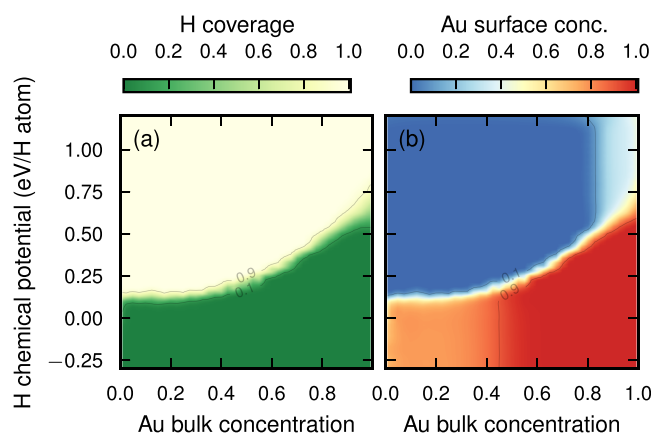 H coverage
Au surface conc.
0.0 0.2 0.4 0.6 0.8 1.0
0.0 0.2 0.4 0.6 0.8 1.0
H chemical potential (eV/H atom)
1.00
0.75
0.50
0.25
0.00
−0.25
(a)
0.9
0.1
(b)
0.1
0.9
0.0 0.2 0.4 0.6 0.8
0.0 0.2 0.4 0.6 0.8 1.0
Au bulk concentration
Au bulk concentration